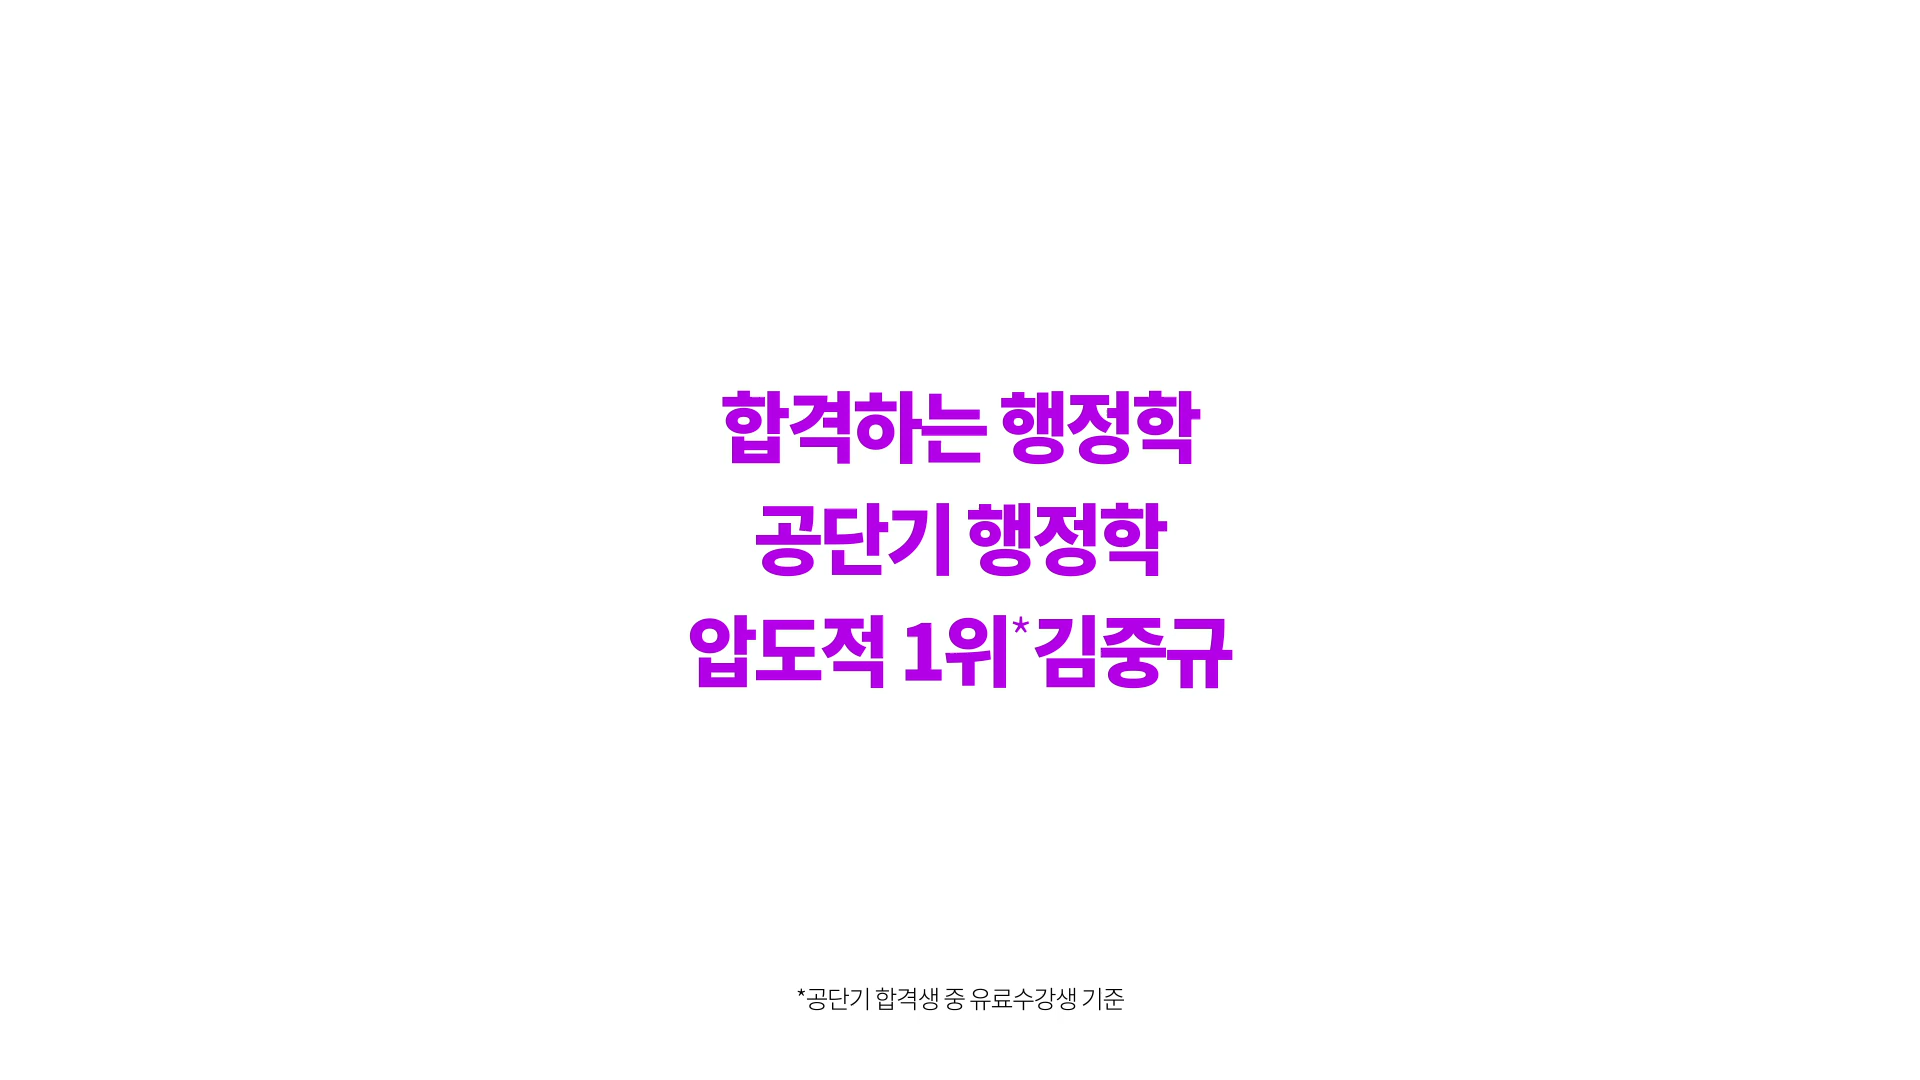 합격하는 행정학
공단기 행정학
압도적 1위*김중규
*공단기 합격생 중 유료수강생 기준